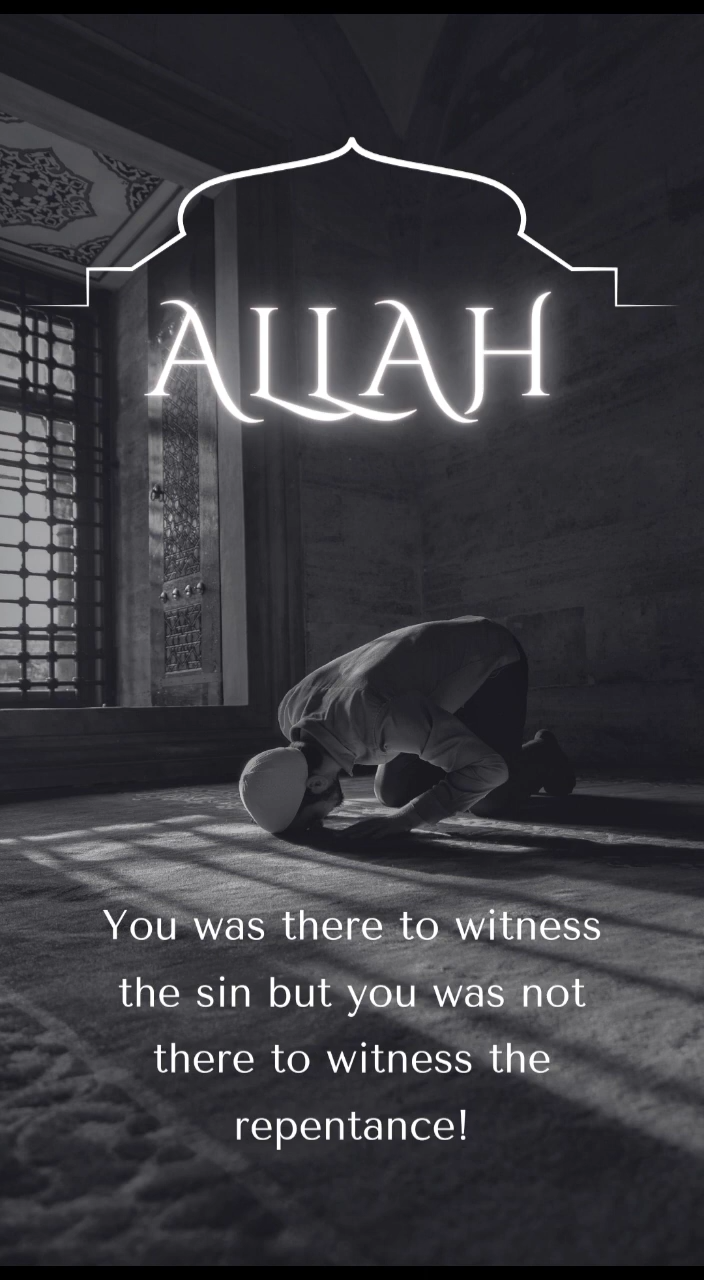 ALLAH
You was there to witness
the sin but you was not
there to witness the
repentance!